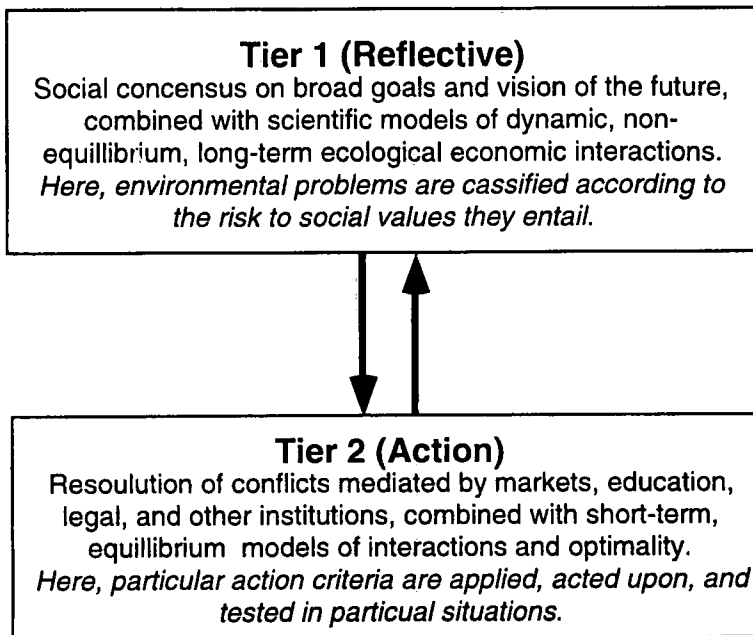 Tier 1 (Reflective)
Social concensus on broad goals and vision of the future,
combined with scientific models of dynamic, non-
equillibrium, long-term ecological economic interactions.
Here, environmental problems are cassified according to
the risk to social values they entail.
Tier 2 (Action)
Resoulution of conflicts mediated by markets, education,
legal, and other institutions, combined with short-term,
equillibrium models of interactions and optimality.
Here, particular action criteria are applied, acted upon, and
tested in particual situations.